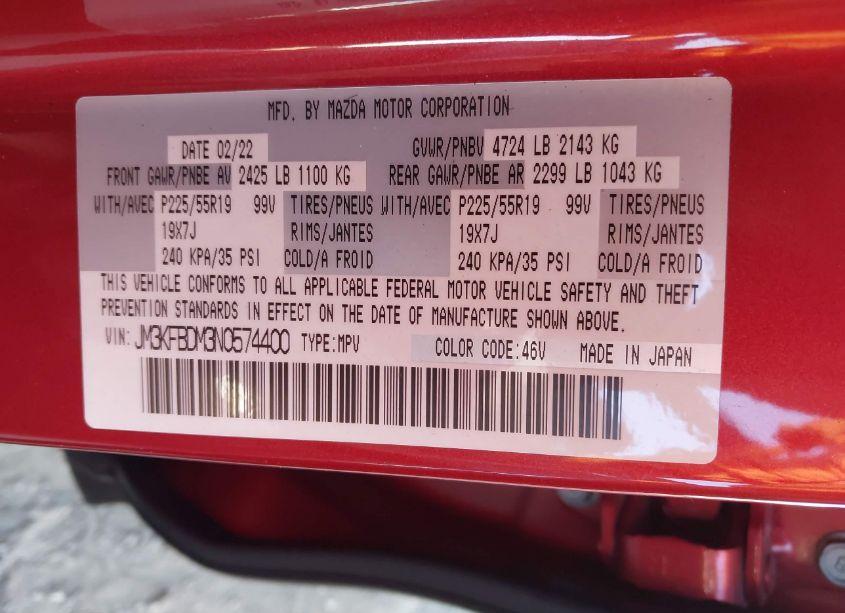 MFD. BY MAZDA MOTOR CORPORATION
DATE 02/22 GVWR/PNBV 4724 LB 2143 KG
FRONT GAWR/PNBE AV 2425 LB 1100 KG REAR GAWR/PNBE AR 2299 LB 1043 KG
WITH/AVEC P225/55R19 99V TIRES/PNEUS WITH/AVEC P225/55R19 99V TIRES/PNEUS
19X7J RIMS/JANTES 19X7J RIMS/JANTES
240 KPA/35 PSI COLD/A FROID 240 KPA/35 PSI COLD/A FROID
THIS VEHICLE CONFORMS TO ALL APPLICABLE FEDERAL MOTOR VEHICLE SAFETY AND THEFT
PREVENTION STANDARDS IN EFFECT ON THE DATE OF MANUFACTURE SHOWN ABOVE.
VIN: JM3KFBDM3N0574400 TYPE:MPV COLOR CODE:46V MADE IN JAPAN